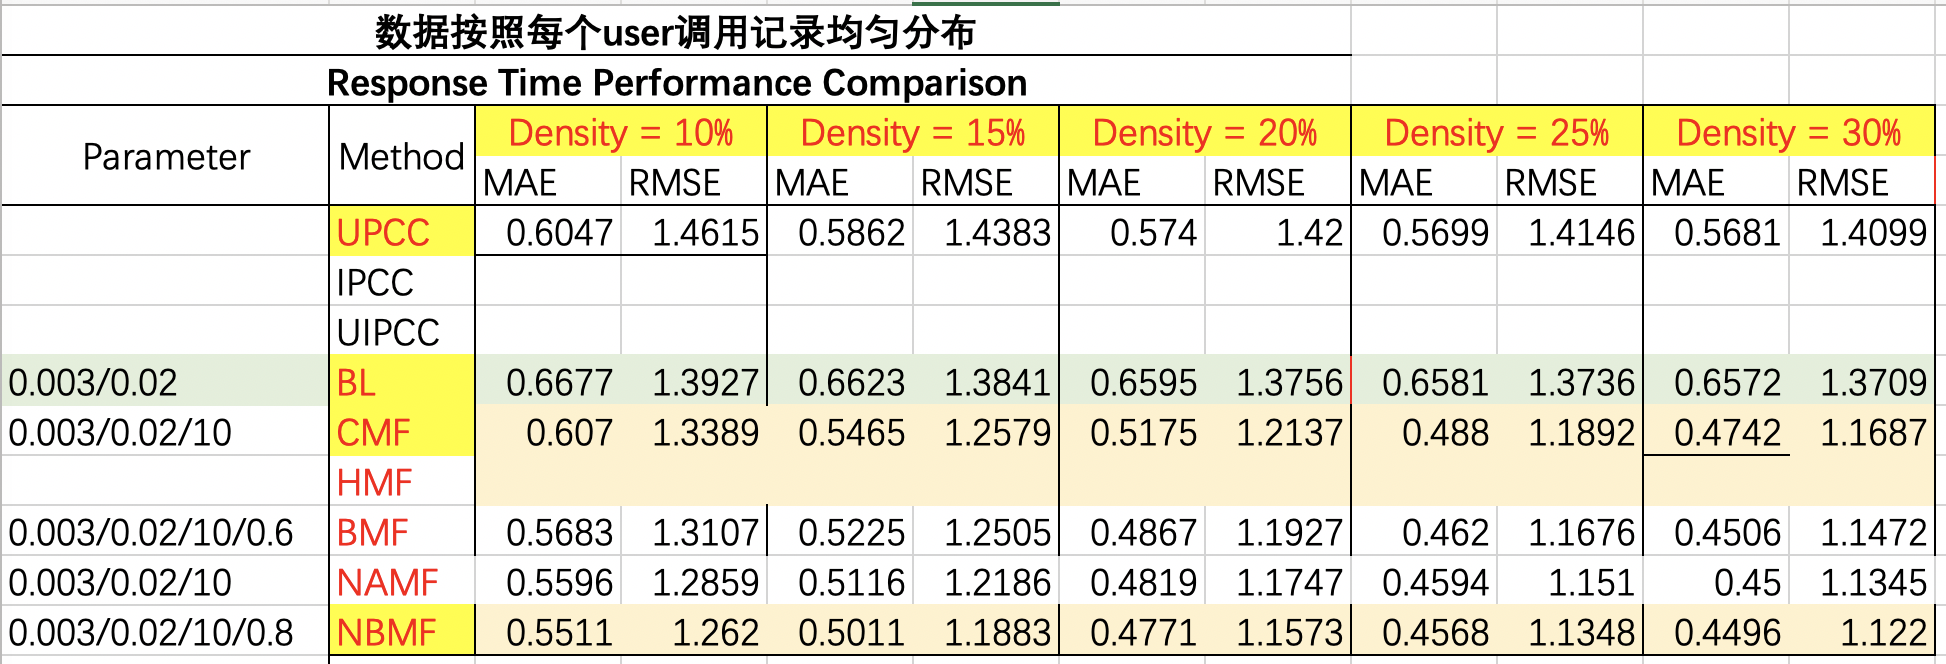 数据按照每个user调用记录均匀分布
Response Time Performance Comparison
Parameter Method Density = 10% Density = 15% Density = 20% Density = 25% Density = 30%
MAE RMSE MAE RMSE MAE RMSE MAE RMSE MAE RMSE
UPCC 0.6047 1.4615 0.5862 1.4383 0.574 1.42 0.5699 1.4146 0.5681 1.4099
IPCC
UIPCC
0.003/0.02 BL 0.6677 1.3927 0.6623 1.3841 0.6595 1.3756 0.6581 1.3736 0.6572 1.3709
0.003/0.02/10 CMF 0.607 1.3389 0.5465 1.2579 0.5175 1.2137 0.488 1.1892 0.4742 1.1687
HMF
0.003/0.02/10/0.6 BMF 0.5683 1.3107 0.5225 1.2505 0.4867 1.1927 0.462 1.1676 0.4506 1.1472
0.003/0.02/10 NAMF 0.5596 1.2859 0.5116 1.2186 0.4819 1.1747 0.4594 1.151 0.45 1.1345
0.003/0.02/10/0.8 NBMF 0.5511 1.262 0.5011 1.1883 0.4771 1.1573 0.4568 1.1348 0.4496 1.122